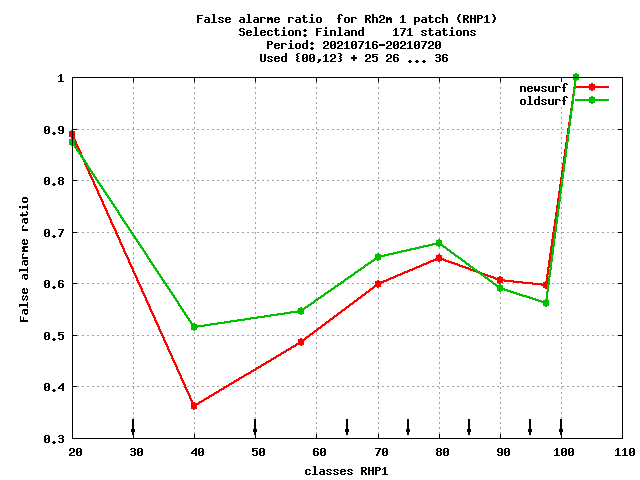 False alarme ratio for Rh2m 1 patch (RHP1)
Selection: Finland 171 stations
Period: 20210716-20210720
Used {00,12} + 25 26 ... 36
newsurf
oldsurf
1
0.9
0.8
0.7
0.6
0.5
0.4
0.3
False alarme ratio
20 30 40 50 60 70 80 90 100 110
classes RHP1